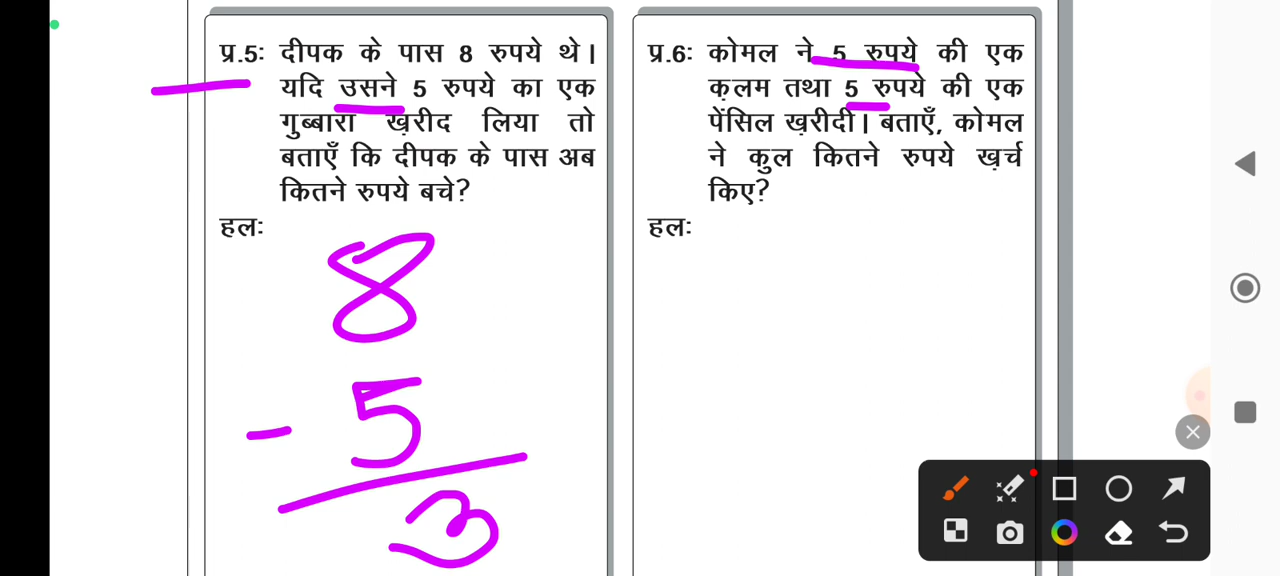 प्र.5: दीपक के पास 8 रुपये थे।
यदि उसने 5 रुपये का एक
गुब्बारा ख़रीद लिया तो
बताएँ कि दीपक के पास अब
कितने रुपये बचे?
हल:
8
- 5
3
प्र.6: कोमल ने 5 रुपये की एक
क़लम तथा 5 रुपये की एक
पेंसिल ख़रीदी। बताएँ, कोमल
ने कुल कितने रुपये ख़र्च
किए?
हल: